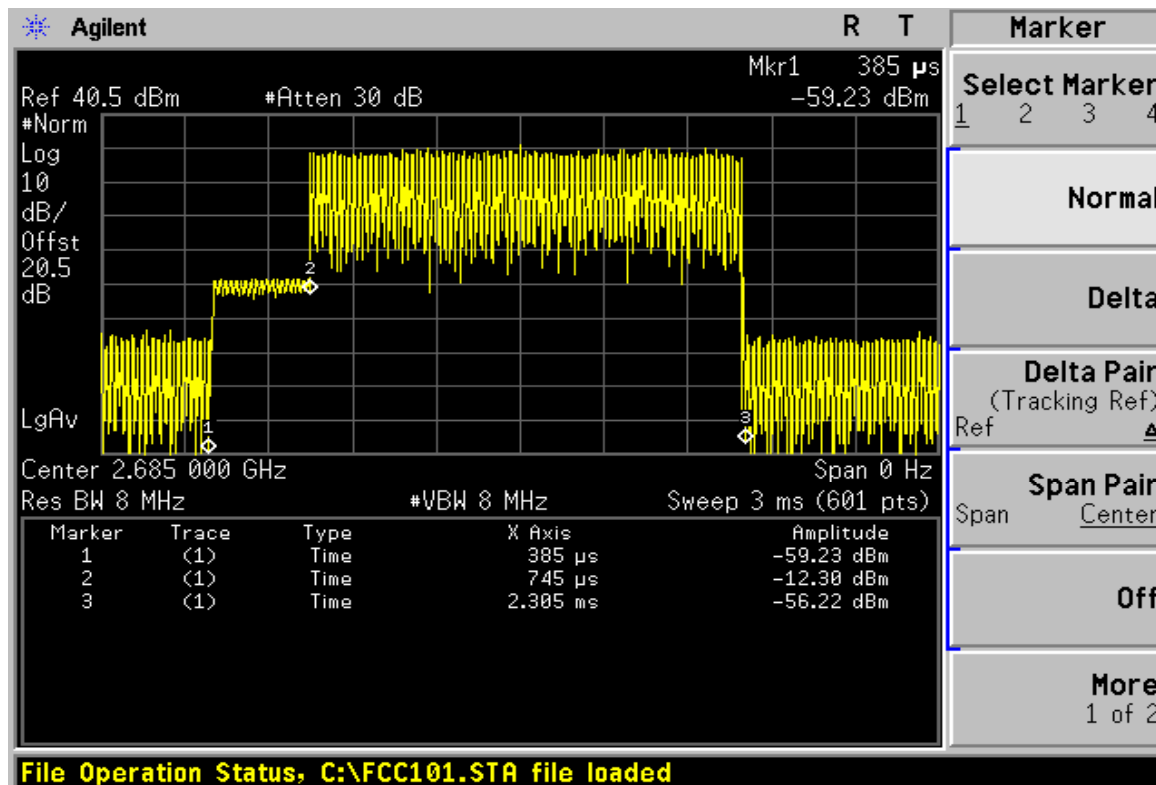 Agilent R T Marker
Mkr1 385 µs
Ref 40.5 dBm #Atten 30 dB -59.23 dBm
#Norm
Log
10
dB/
Offst
20.5
dB
LgAv
1
2
3
Center 2.685 000 GHz Span 0 Hz
Res BW 8 MHz #VBW 8 MHz Sweep 3 ms (601 pts)
Marker Trace Type X Axis Amplitude
1 (1) Time 385 µs -59.23 dBm
2 (1) Time 745 µs -12.30 dBm
3 (1) Time 2.305 ms -56.22 dBm
Select Marker
1 2 3 4
Normal
Delta
Delta Pair
(Tracking Ref)
Ref Δ
Span Pair
Span Center
Off
More
1 of 2
File Operation Status, C:\FCC101.STA file loaded